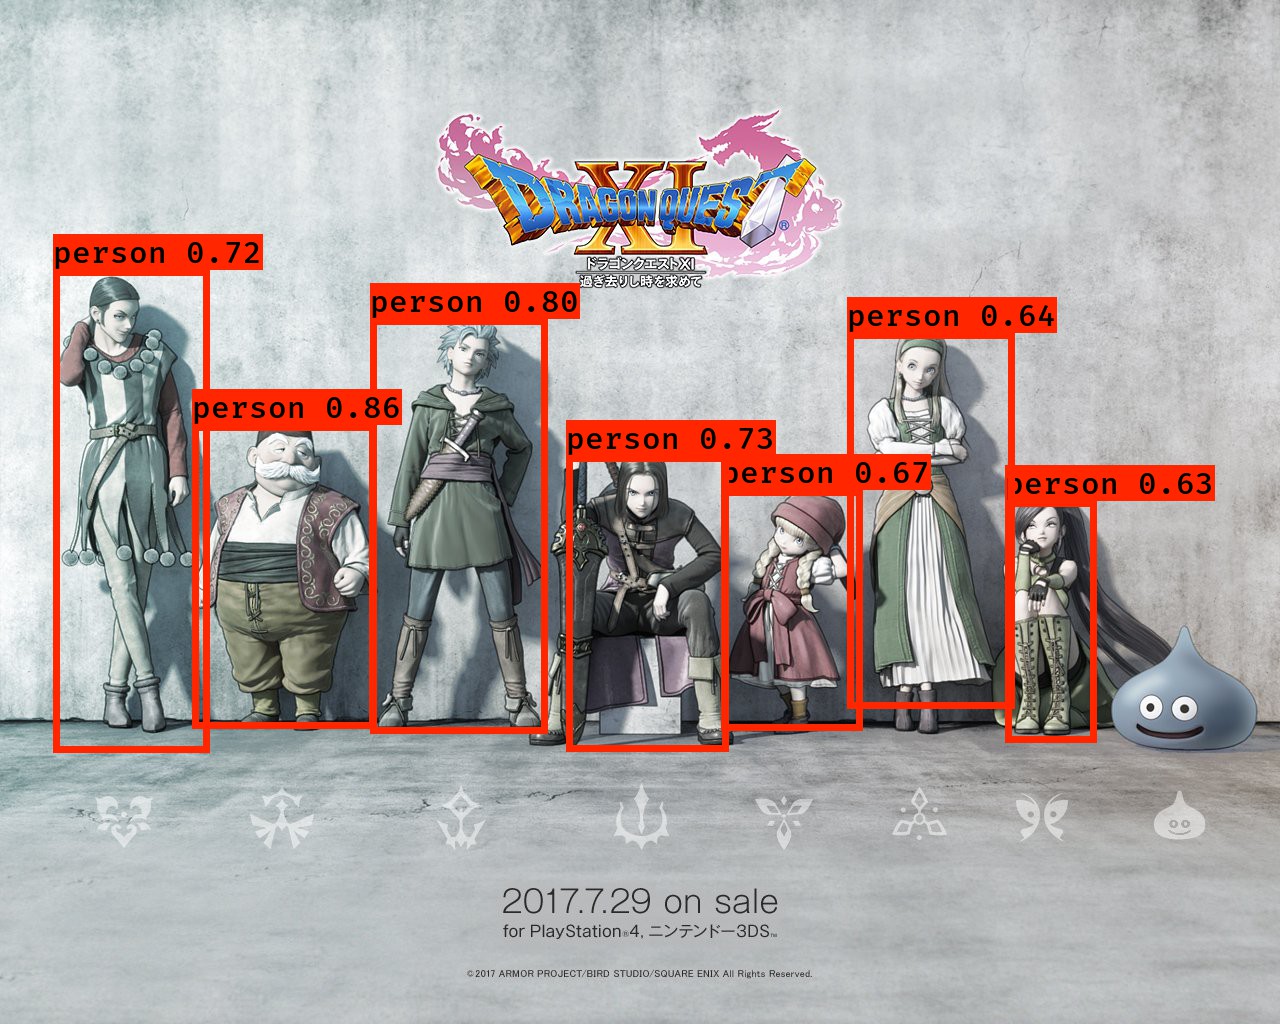 XI
DRAGON QUEST®
ドラゴンクエストXI
過ぎ去りし時を求めて
person 0.72
person 0.80
person 0.64
person 0.86
person 0.73
person 0.67
person 0.63
2017.7.29 on sale
for PlayStation®4, ニンテンドー3DS™
©2017 ARMOR PROJECT/BIRD STUDIO/SQUARE ENIX All Rights Reserved.